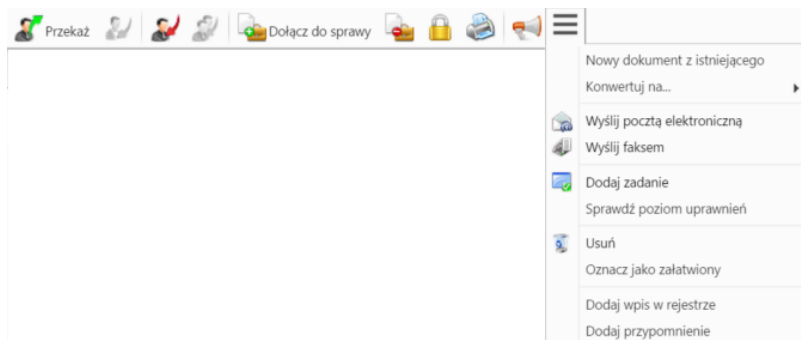 Przekaż
Dołącz do sprawy
Nowy dokument z istniejącego
Konwertuj na...
Wyślij pocztą elektroniczną
Wyślij faksem
Dodaj zadanie
Sprawdź poziom uprawnień
Usuń
Oznacz jako załatwiony
Dodaj wpis w rejestrze
Dodaj przypomnienie